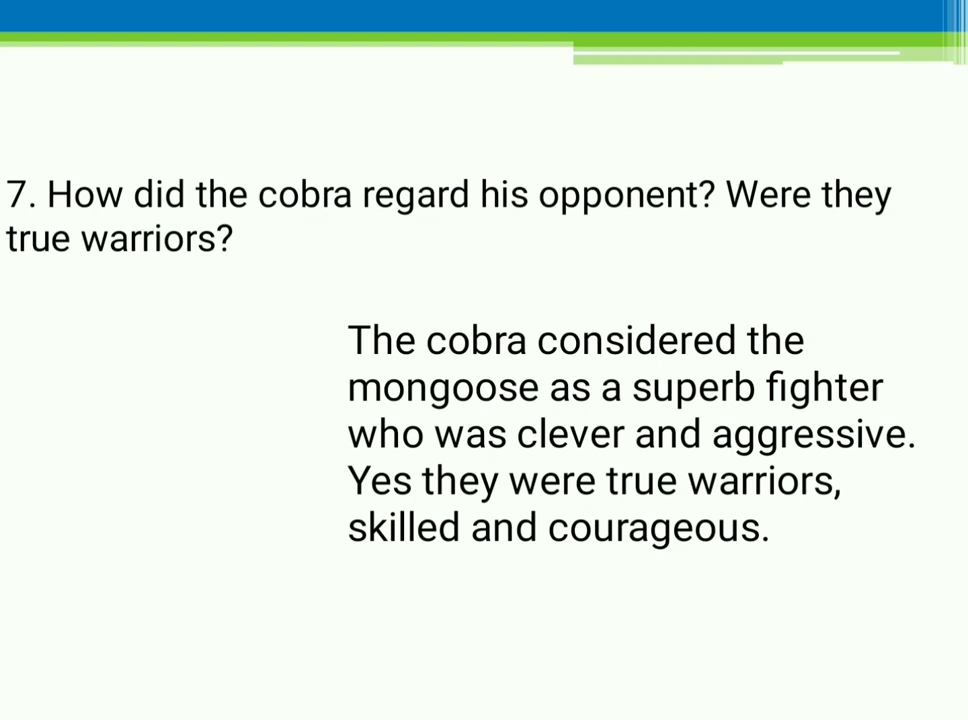 7. How did the cobra regard his opponent? Were they
true warriors?
The cobra considered the
mongoose as a superb fighter
who was clever and aggressive.
Yes they were true warriors,
skilled and courageous.